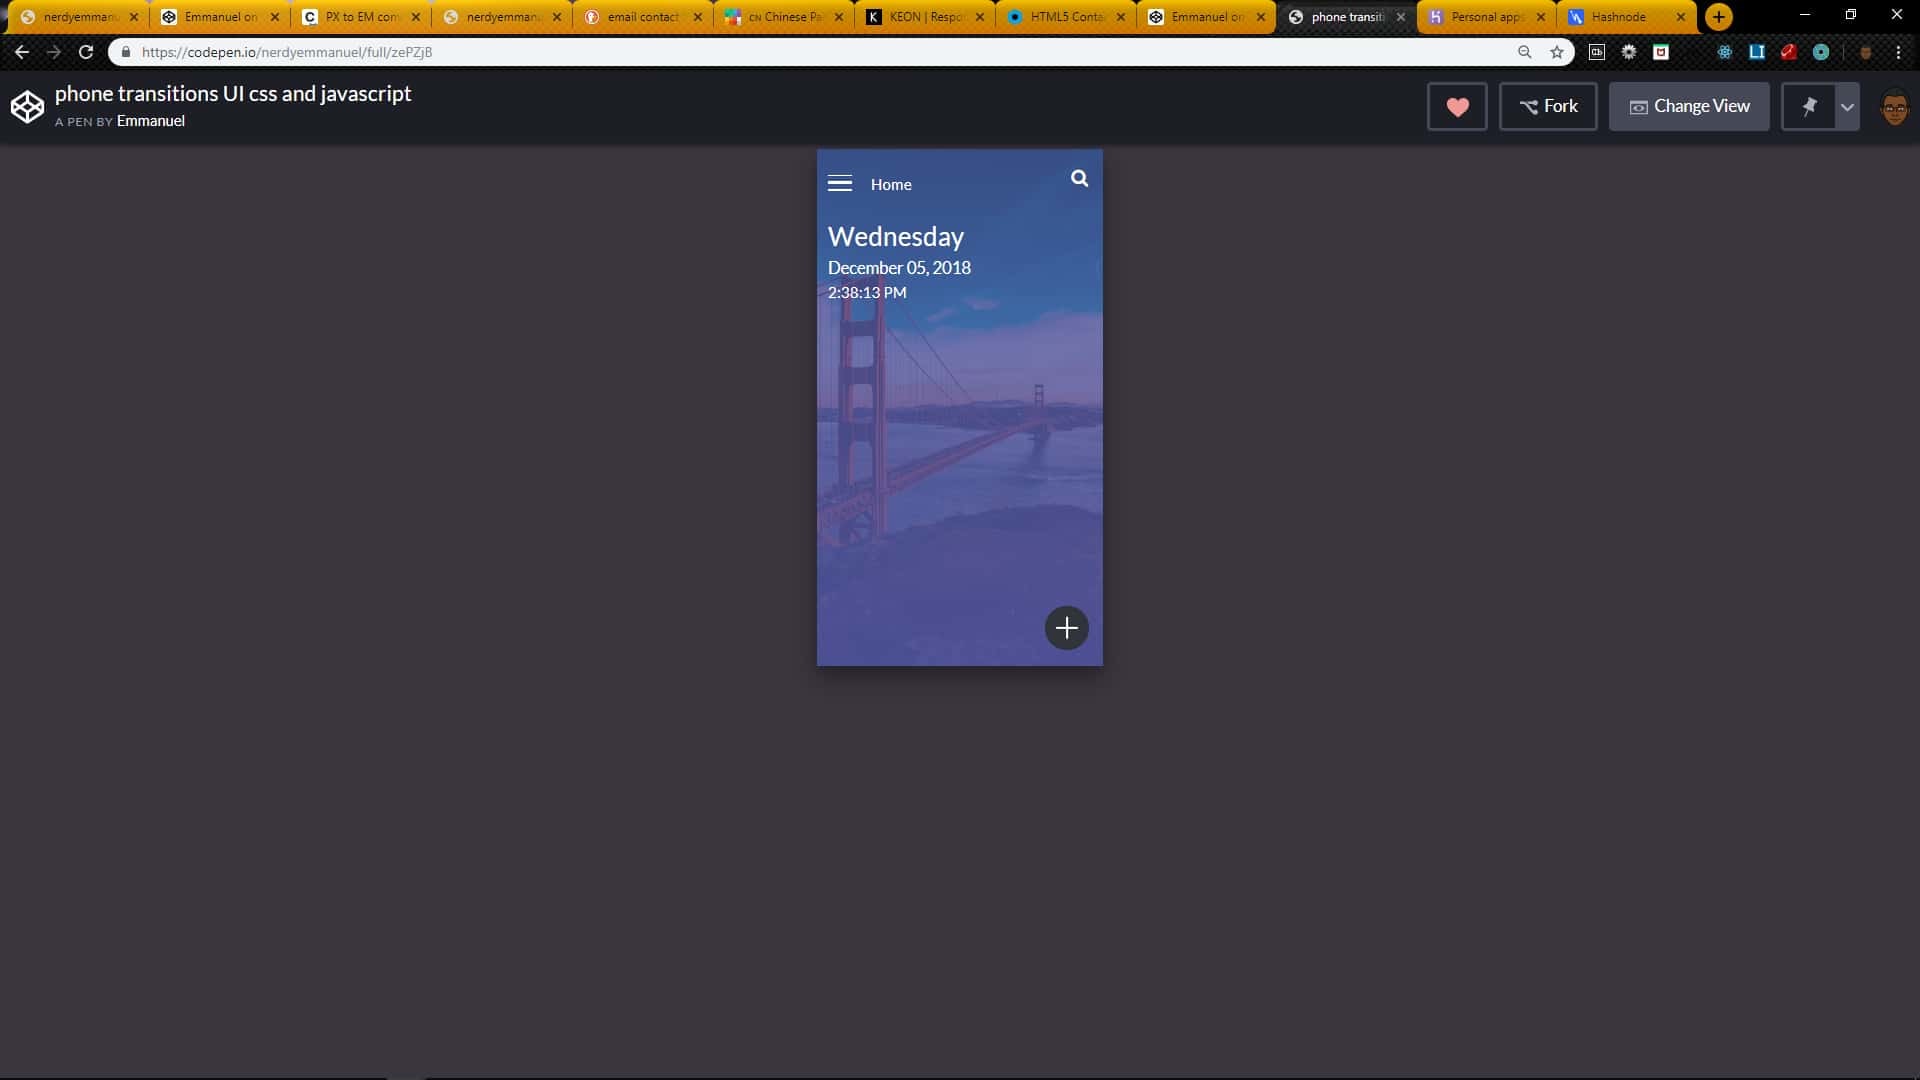 nerdyemmanu
Emmanuel on
PX to EM com
nerdyemmanu
email contact
CN Chinese Pa
KEON | Respo
HTML5 Conta
Emmanuel on
phone transiti
Personal apps
Hashnode
https://codepen.io/nerdyemmanuel/full/zePZjB
phone transitions UI css and javascript
A PEN BY Emmanuel
Fork
Change View
Home
Wednesday
December 05, 2018
2:38:13 PM